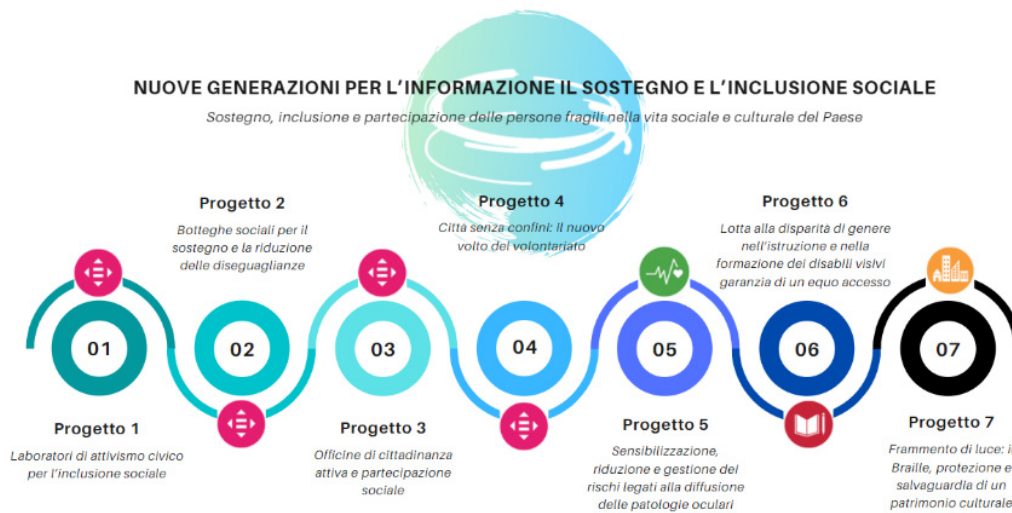 NUOVE GENERAZIONI PER L'INFORMAZIONE IL SOSTEGNO E L'INCLUSIONE SOCIALE
Sostegno, inclusione e partecipazione delle persone fragili nella vita sociale e culturale del Paese
01
Progetto 1
Laboratori di attivismo civico
per l'inclusione sociale
Progetto 2
Botteghe sociali per il
sostegno e la riduzione
delle diseguaglianze
02
03
Progetto 3
Officine di cittadinanza
attiva e partecipazione
sociale
Progetto 4
Città senza confini: Il nuovo
volto del volontariato
04
05
Progetto 5
Sensibilizzazione,
riduzione e gestione dei
rischi legati alla diffusione
delle patologie oculari
Progetto 6
Lotta alla disparità di genere
nell'istruzione e nella
formazione dei disabili visivi
garanzia di un equo accesso
06
07
Progetto 7
Frammento di luce: il
Braille, protezione e
salvaguardia di un
patrimonio culturale